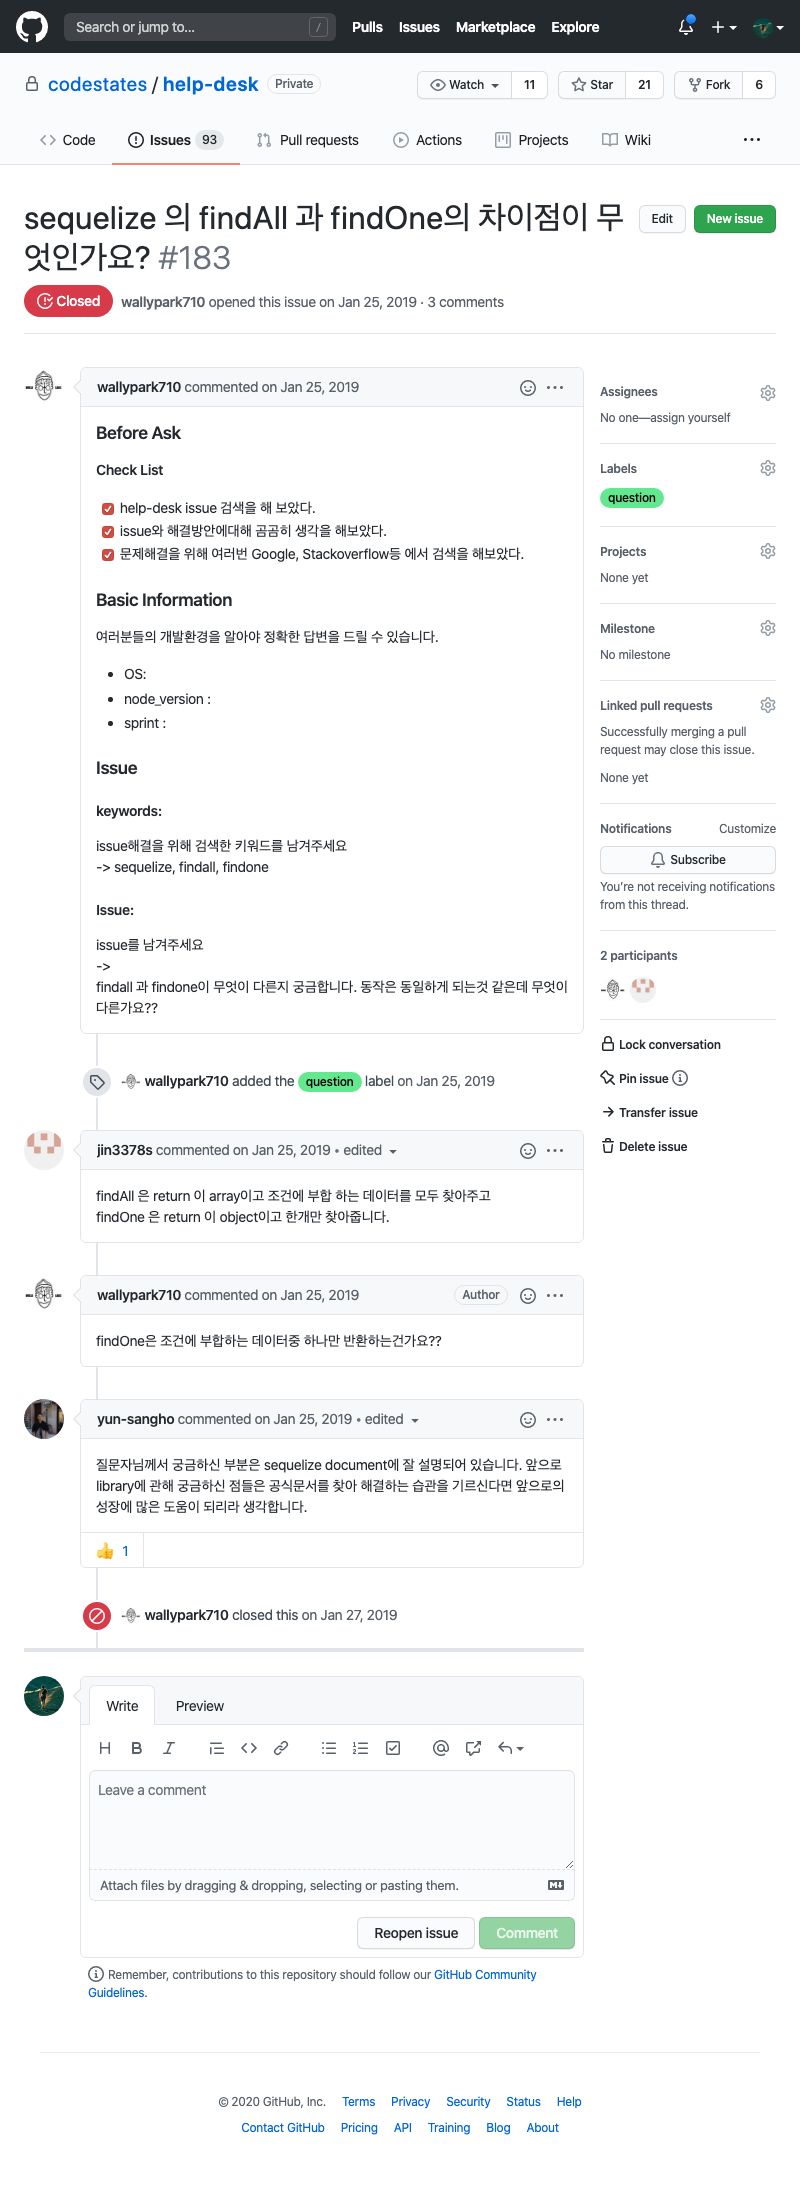 Search or jump to... /
Pulls Issues Marketplace Explore
codestates / help-desk Private
Watch 11 Star 21 Fork 6
Code Issues 93 Pull requests Actions Projects Wiki ...
sequelize 의 findAll 과 findOne의 차이점이 무
엇인가요? #183
Edit New issue
Closed wallypark710 opened this issue on Jan 25, 2019 · 3 comments
wallypark710 commented on Jan 25, 2019
Before Ask
Check List
help-desk issue 검색을 해 보았다.
issue와 해결방안에대해 곰곰히 생각을 해보았다.
문제해결을 위해 여러번 Google, Stackoverflow등 에서 검색을 해보았다.
Basic Information
여러분들의 개발환경을 알아야 정확한 답변을 드릴 수 있습니다.
• OS:
• node_version :
• sprint :
Issue
keywords:
issue해결을 위해 검색한 키워드를 남겨주세요
-> sequelize, findall, findone
Issue:
issue를 남겨주세요
->
findall 과 findone이 무엇이 다른지 궁금합니다. 동작은 동일하게 되는것 같은데 무엇이
다른가요??
Assignees
No one—assign yourself
Labels
question
Projects
None yet
Milestone
No milestone
Linked pull requests
Successfully merging a pull
request may close this issue.
None yet
Notifications Customize
Subscribe
You're not receiving notifications
from this thread.
2 participants
Lock conversation
Pin issue
Transfer issue
Delete issue
wallypark710 added the question label on Jan 25, 2019
jin3378s commented on Jan 25, 2019 • edited
findAll 은 return 이 array이고 조건에 부합 하는 데이터를 모두 찾아주고
findOne 은 return 이 object이고 한개만 찾아줍니다.
wallypark710 commented on Jan 25, 2019 Author
findOne은 조건에 부합하는 데이터중 하나만 반환하는건가요??
yun-sangho commented on Jan 25, 2019 • edited
질문자님께서 궁금하신 부분은 sequelize document에 잘 설명되어 있습니다. 앞으로
library에 관해 궁금하신 점들은 공식문서를 찾아 해결하는 습관을 기르신다면 앞으로의
성장에 많은 도움이 되리라 생각합니다.
👍 1
wallypark710 closed this on Jan 27, 2019
Write Preview
H B I
Leave a comment
Attach files by dragging & dropping, selecting or pasting them.
Reopen issue Comment
Remember, contributions to this repository should follow our GitHub Community
Guidelines.
© 2020 GitHub, Inc. Terms Privacy Security Status Help
Contact GitHub Pricing API Training Blog About